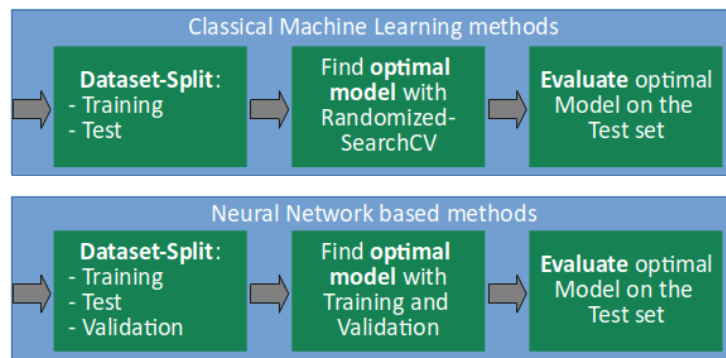 Classical Machine Learning methods
Dataset-Split:
- Training
- Test
Find optimal
model with
Randomized-
SearchCV
Evaluate optimal
Model on the
Test set
Neural Network based methods
Dataset-Split:
- Training
- Test
- Validation
Find optimal
model with
Training and
Validation
Evaluate optimal
Model on the
Test set